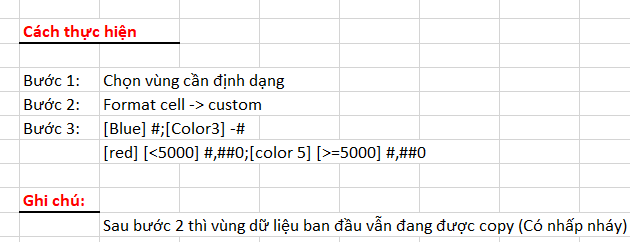 Cách thực hiện
Bước 1: Chọn vùng cần định dạng
Bước 2: Format cell -> custom
Bước 3: [Blue] #;[Color3] -#
[red] [<5000] #,##0;[color 5] [>=5000] #,##0
Ghi chú:
Sau bước 2 thì vùng dữ liệu ban đầu vẫn đang được copy (Có nhấp nháy)